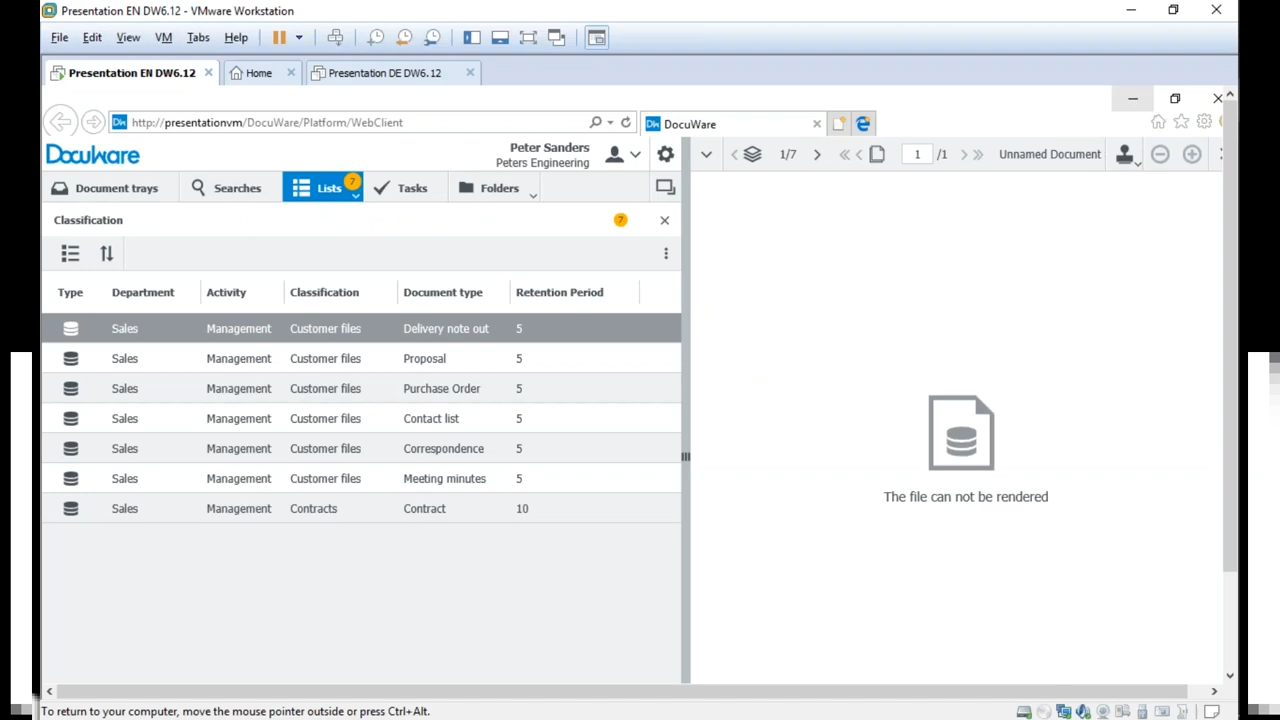 Presentation EN DW6.12 - VMware Workstation
File Edit View VM Tabs Help
Presentation EN DW6.12 Home Presentation DE DW6.12
http://presentationvm/DocuWare/Platform/WebClient
DW DocuWare
DocuWare
Peter Sanders
Peters Engineering
1/7 1 /1 Unnamed Document
Document trays Searches Lists 7 Tasks Folders
Classification 7
Type Department Activity Classification Document type Retention Period
Sales Management Customer files Delivery note out 5
Sales Management Customer files Proposal 5
Sales Management Customer files Purchase Order 5
Sales Management Customer files Contact list 5
Sales Management Customer files Correspondence 5
Sales Management Customer files Meeting minutes 5
Sales Management Contracts Contract 10
The file can not be rendered
To return to your computer, move the mouse pointer outside or press Ctrl+Alt.